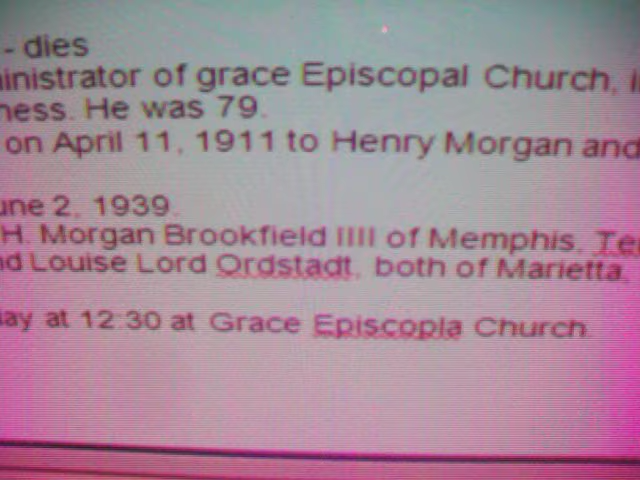 - dies
inistrator of grace Episcopal Church, i
ness. He was 79.
on April 11, 1911 to Henry Morgan and
une 2, 1939.
H. Morgan Brookfield IIII of Memphis, Te
nd Louise Lord Ordstadt, both of Marietta,
ay at 12:30 at Grace Episcopla Church.